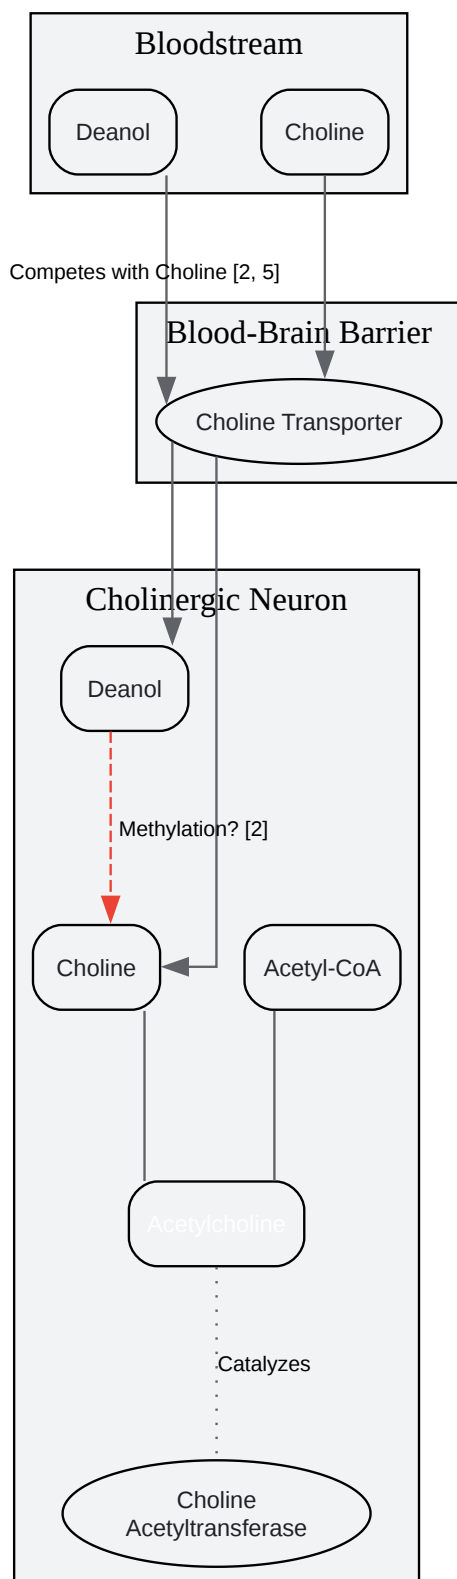 Bloodstream
Deanol
Choline
Competes with Choline [2, 5]
Blood-Brain Barrier
Choline Transporter
Cholinergic Neuron
Deanol
Methylation? [2]
Choline
Acetyl-CoA
Acetylcholine
Catalyzes
Choline
Acetyltransferase